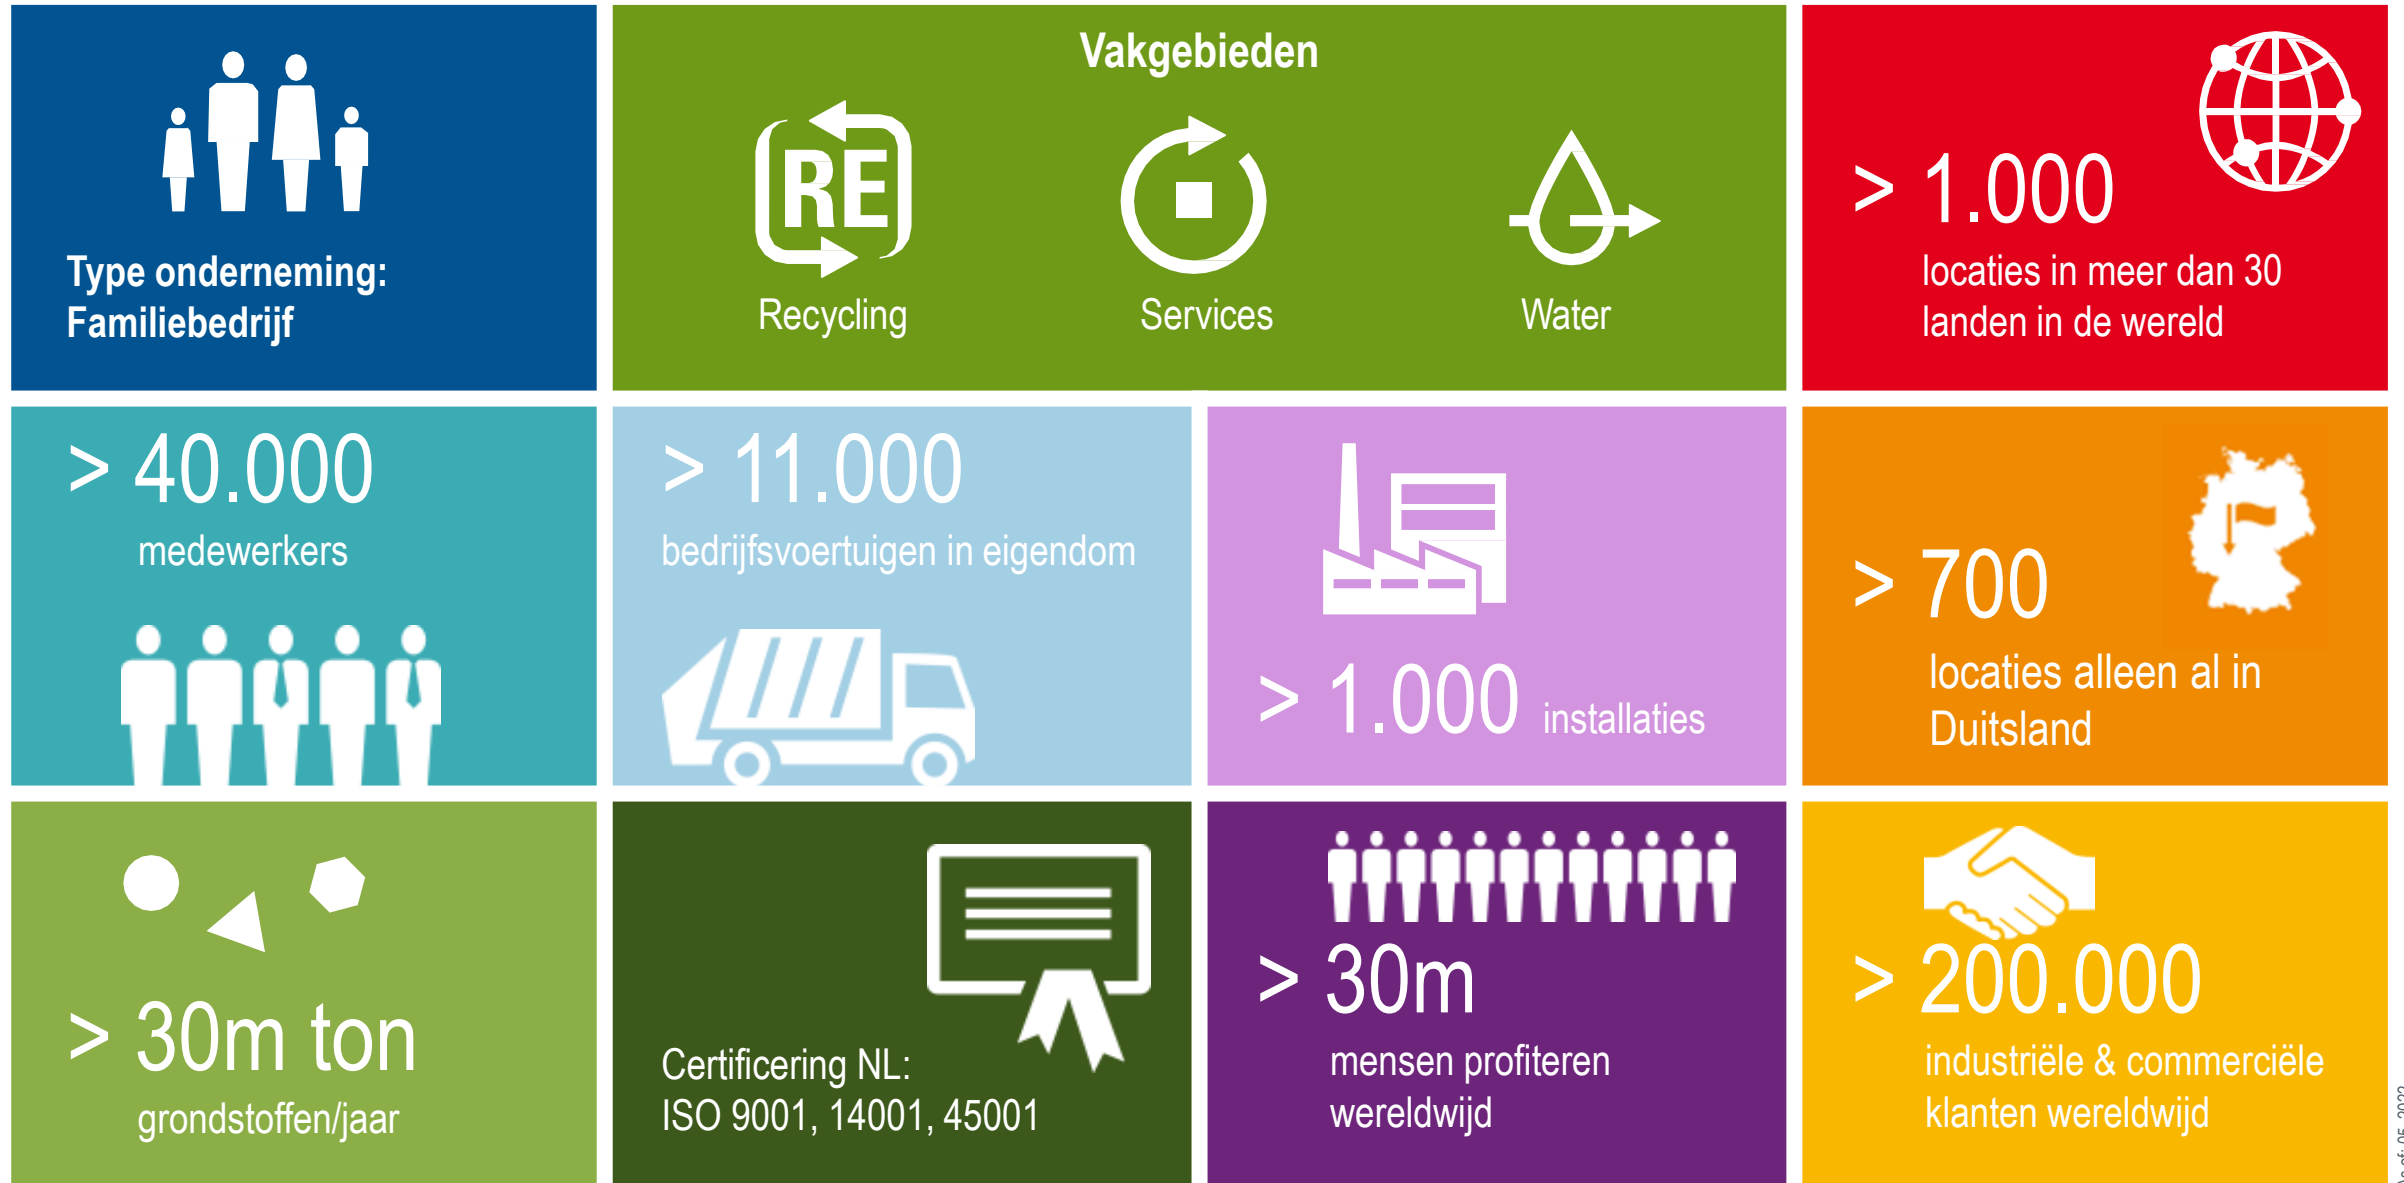 Type onderneming:
Familiebedrijf
Vakgebieden
RE
Recycling
Services
Water
> 1.000
locaties in meer dan 30
landen in de wereld
> 40.000
medewerkers
> 11.000
bedrijfsvoertuigen in eigendom
> 1.000 installaties
> 700
locaties alleen al in
Duitsland
> 30m ton
grondstoffen/jaar
Certificering NL:
ISO 9001, 14001, 45001
> 30m
mensen profiteren
wereldwijd
> 200.000
industriële & commerciële
klanten wereldwijd
05_2022